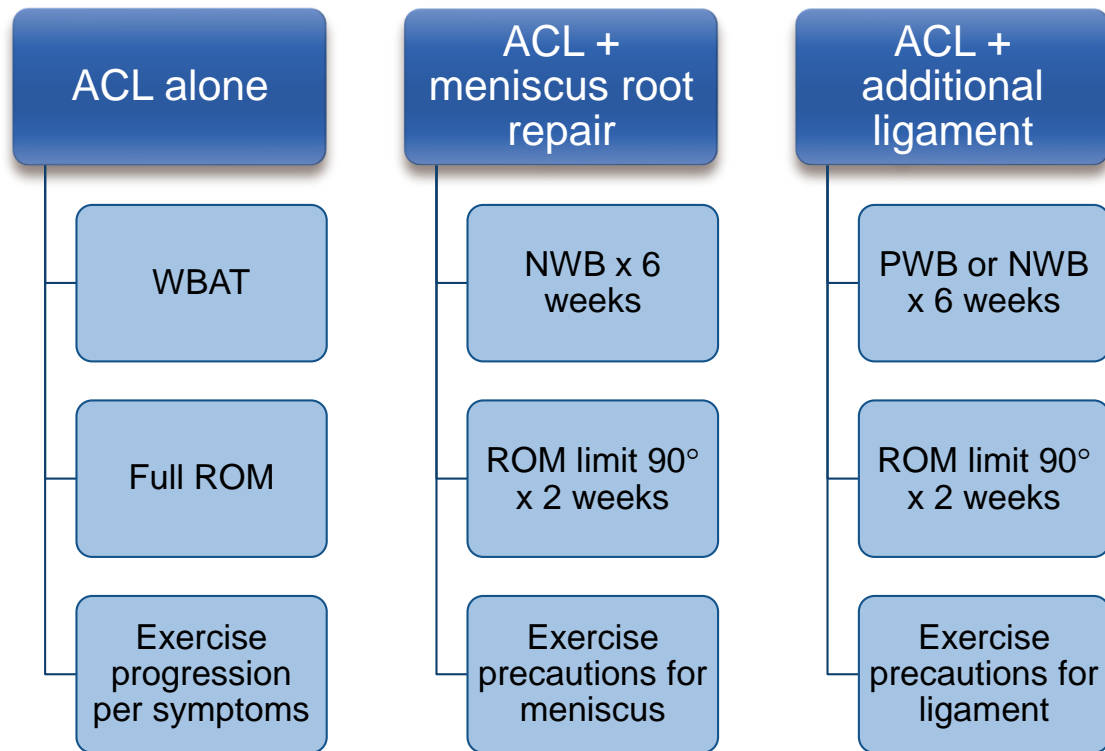 ACL alone
WBAT
Full ROM
Exercise
progression
per symptoms
ACL +
meniscus root
repair
NWB x 6
weeks
ROM limit 90°
x 2 weeks
Exercise
precautions for
meniscus
ACL +
additional
ligament
PWB or NWB
x 6 weeks
ROM limit 90°
x 2 weeks
Exercise
precautions for
ligament